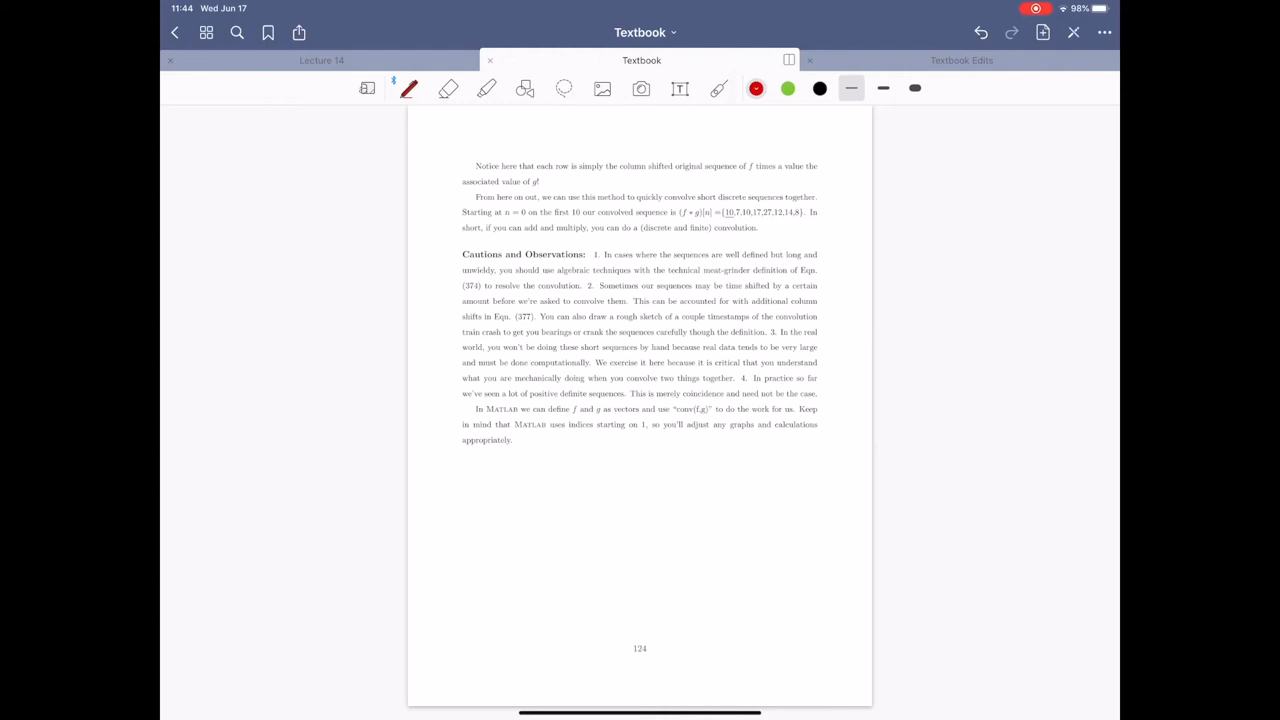 11:44 Wed Jun 17
98%
Textbook
Lecture 14
Textbook
Textbook Edits
T
Notice here that each row is simply the column shifted original sequence of f times a value the
associated value of g!
From here on out, we can use this method to quickly convolve short discrete sequences together.
Starting at n = 0 on the first 10 our convolved sequence is (f ∗ g)[n] ={10,7,10,17,27,12,14,8}. In
short, if you can add and multiply, you can do a (discrete and finite) convolution.
Cautions and Observations: 1. In cases where the sequences are well defined but long and
unwieldy, you should use algebraic techniques with the technical meat-grinder definition of Eqn.
(374) to resolve the convolution. 2. Sometimes our sequences may be time shifted by a certain
amount before we're asked to convolve them. This can be accounted for with additional column
shifts in Eqn. (377). You can also draw a rough sketch of a couple timestamps of the convolution
train crash to get you bearings or crank the sequences carefully though the definition. 3. In the real
world, you won't be doing these short sequences by hand because real data tends to be very large
and must be done computationally. We exercise it here because it is critical that you understand
what you are mechanically doing when you convolve two things together. 4. In practice so far
we've seen a lot of positive definite sequences. This is merely coincidence and need not be the case.
In MATLAB we can define f and g as vectors and use “conv(f,g)” to do the work for us. Keep
in mind that MATLAB uses indices starting on 1, so you'll adjust any graphs and calculations
appropriately.
124